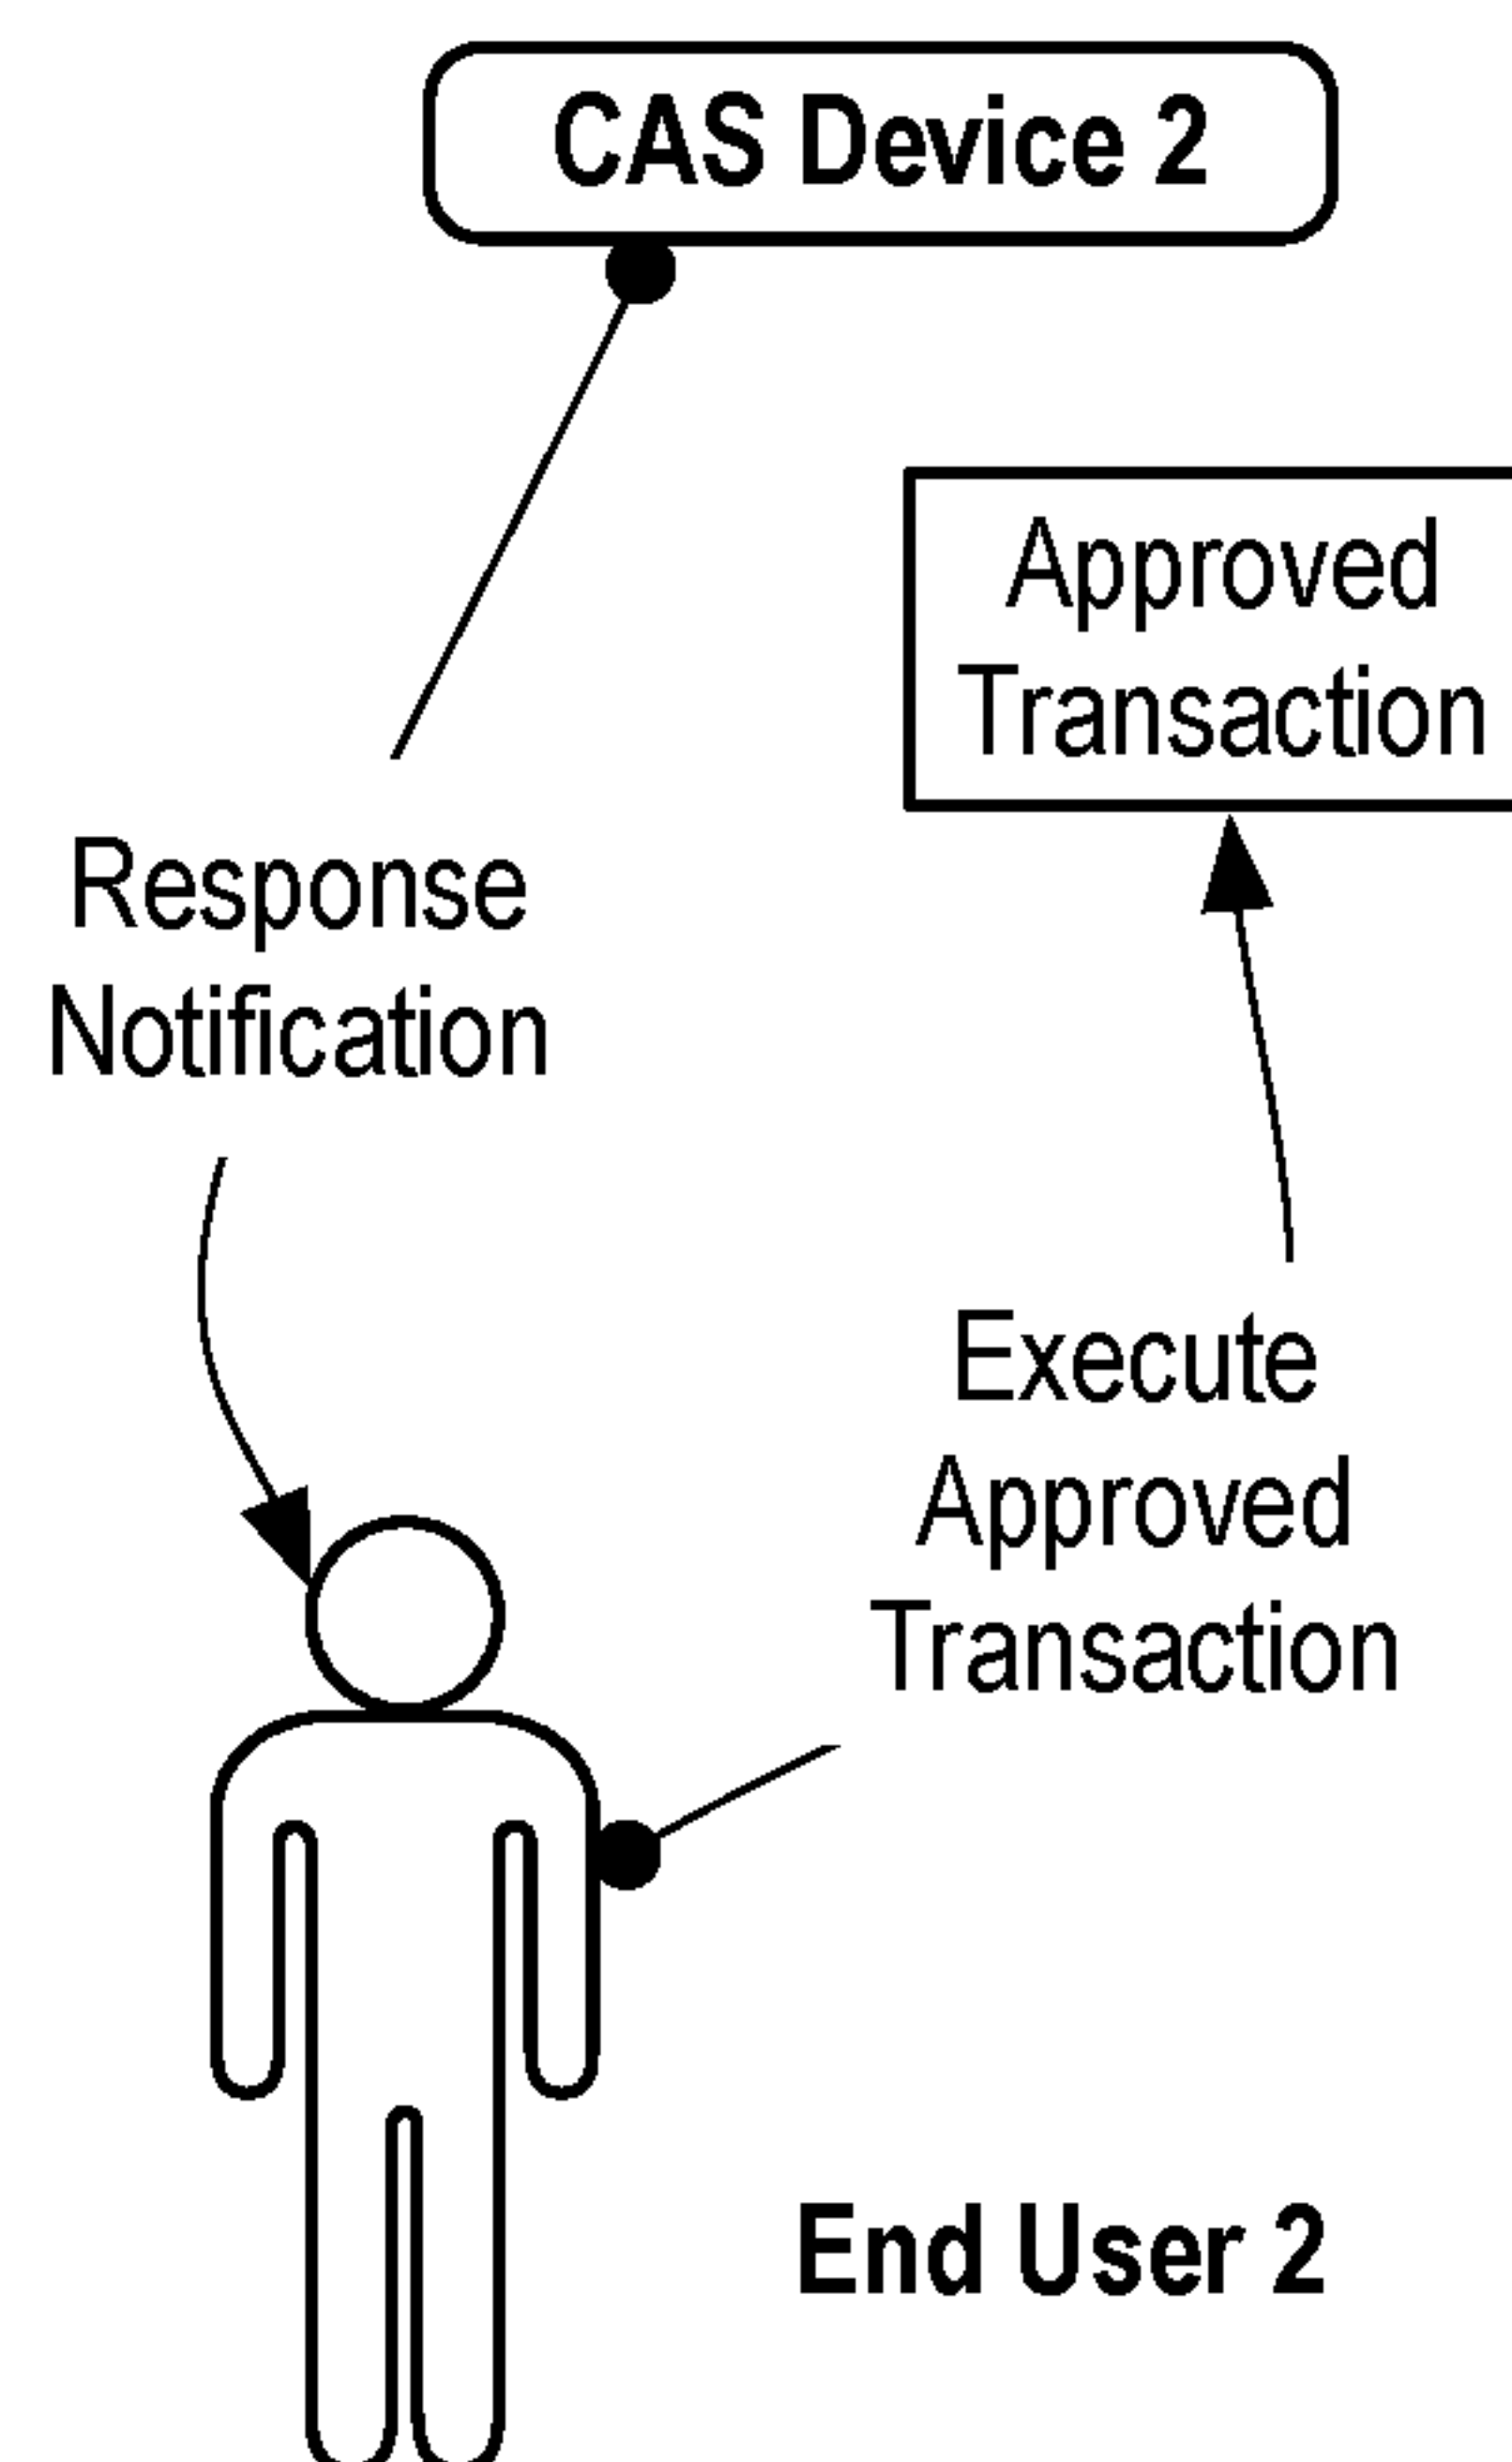 CAS Device 2
Approved
Transaction
Response
Notification
Execute
Approved
Transaction
End User 2